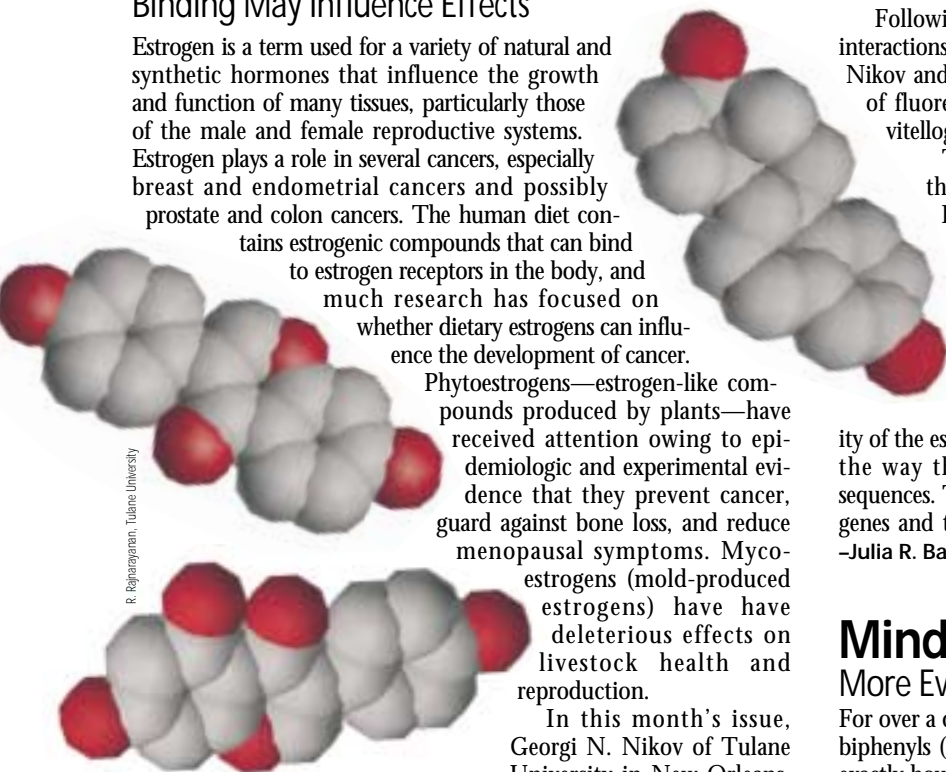 Binding May Influence Effects
Estrogen is a term used for a variety of natural and
synthetic hormones that influence the growth
and function of many tissues, particularly those
of the male and female reproductive systems.
Estrogen plays a role in several cancers, especially
breast and endometrial cancers and possibly
prostate and colon cancers. The human diet con-
tains estrogenic compounds that can bind
to estrogen receptors in the body, and
much research has focused on
whether dietary estrogens can influ-
ence the development of cancer.
Phytoestrogens—estrogen-like com-
pounds produced by plants—have
received attention owing to epi-
demiologic and experimental evi-
dence that they prevent cancer,
guard against bone loss, and reduce
menopausal symptoms. Myco-
estrogens (mold-produced
estrogens) have have
deleterious effects on
livestock health and
reproduction.
In this month's issue,
Georgi N. Nikov of Tulane
University in New Orleans,
R. Rajnarayanan, Tulane University
Followi
interactions
Nikov and
of fluore
vitellog
th
ity of the es
the way th
sequences. T
genes and t
–Julia R. Ba
Mind
More Ev
For over a
biphenyls (
exactly how